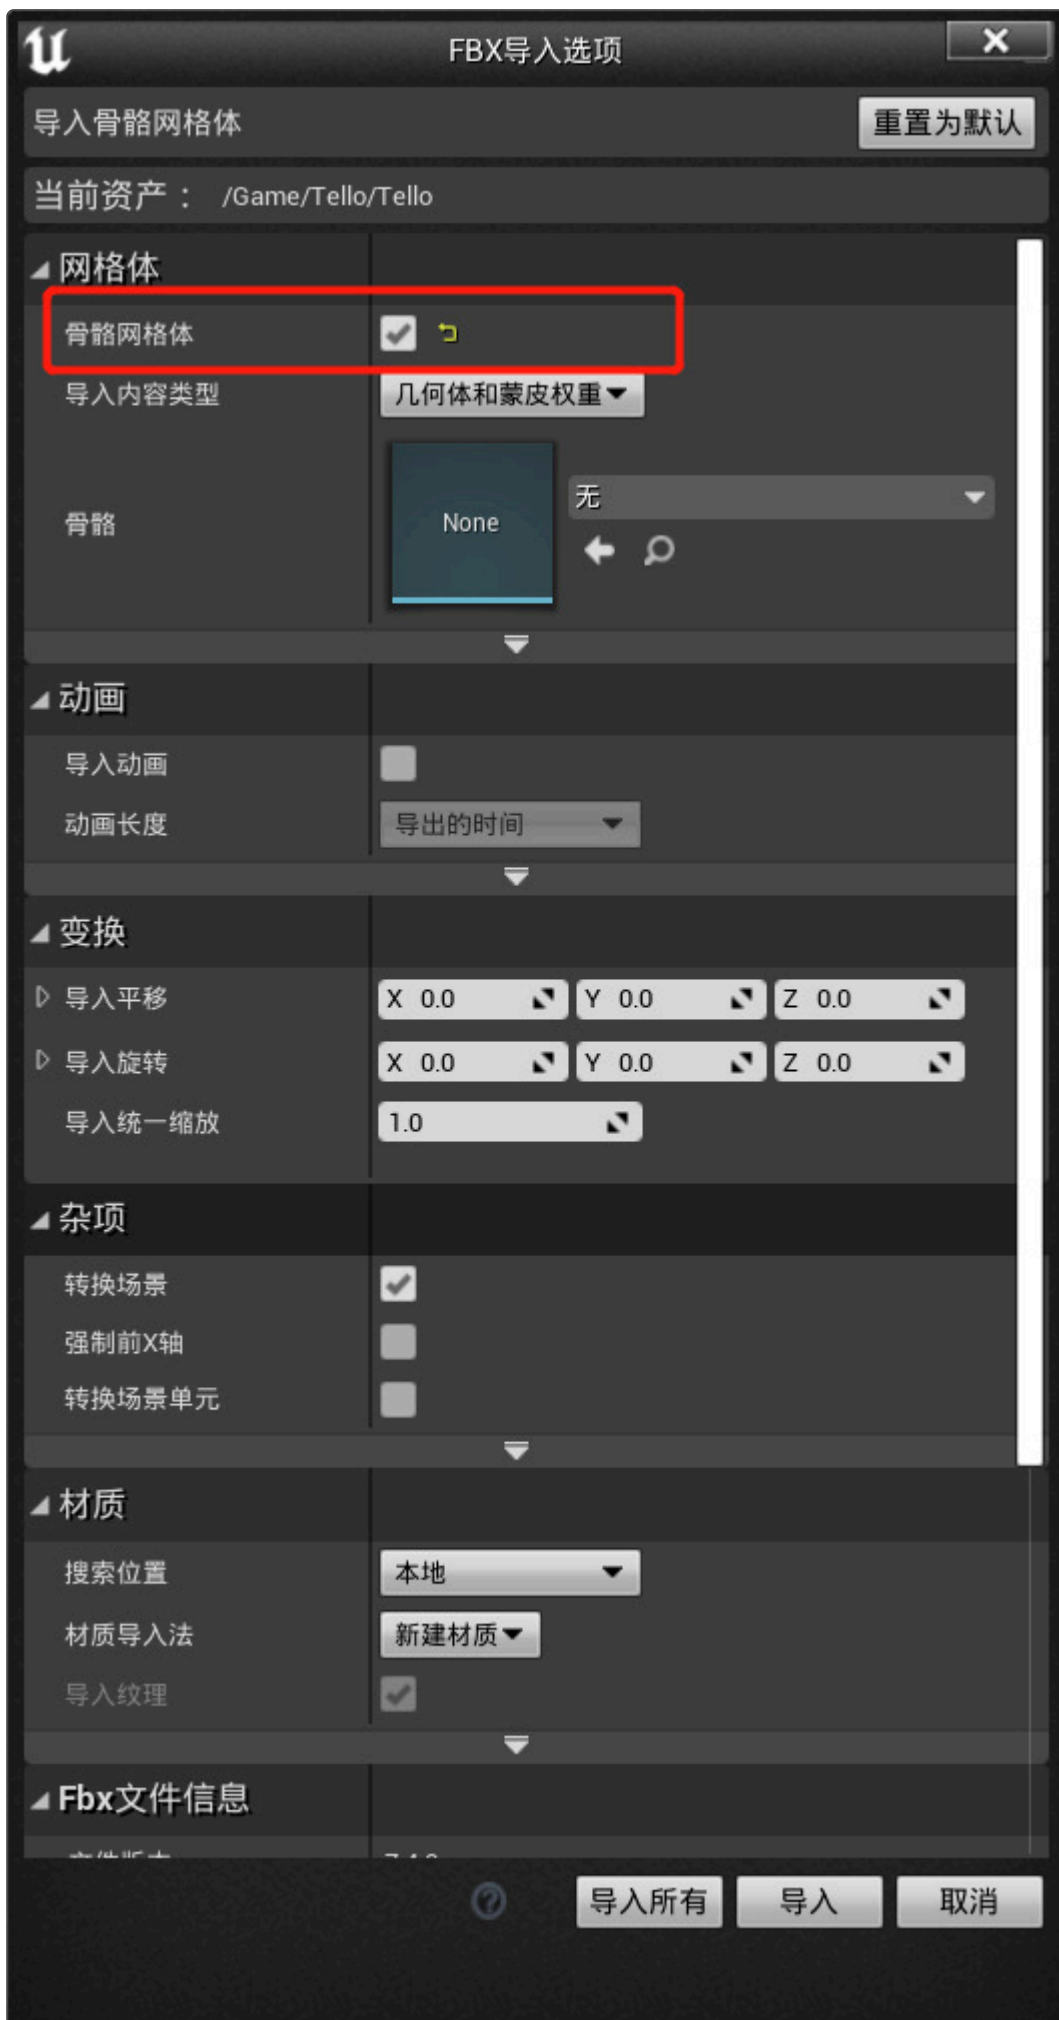 FBX导入选项
导入骨骼网格体 重置为默认
当前资产： /Game/Tello/Tello
网格体
骨骼网格体
导入内容类型 几何体和蒙皮权重
骨骼 None 无
动画
导入动画
动画长度 导出的时间
变换
导入平移 X 0.0 Y 0.0 Z 0.0
导入旋转 X 0.0 Y 0.0 Z 0.0
导入统一缩放 1.0
杂项
转换场景
强制前X轴
转换场景单元
材质
搜索位置 本地
材质导入法 新建材质
导入纹理
Fbx文件信息
导入所有 导入 取消